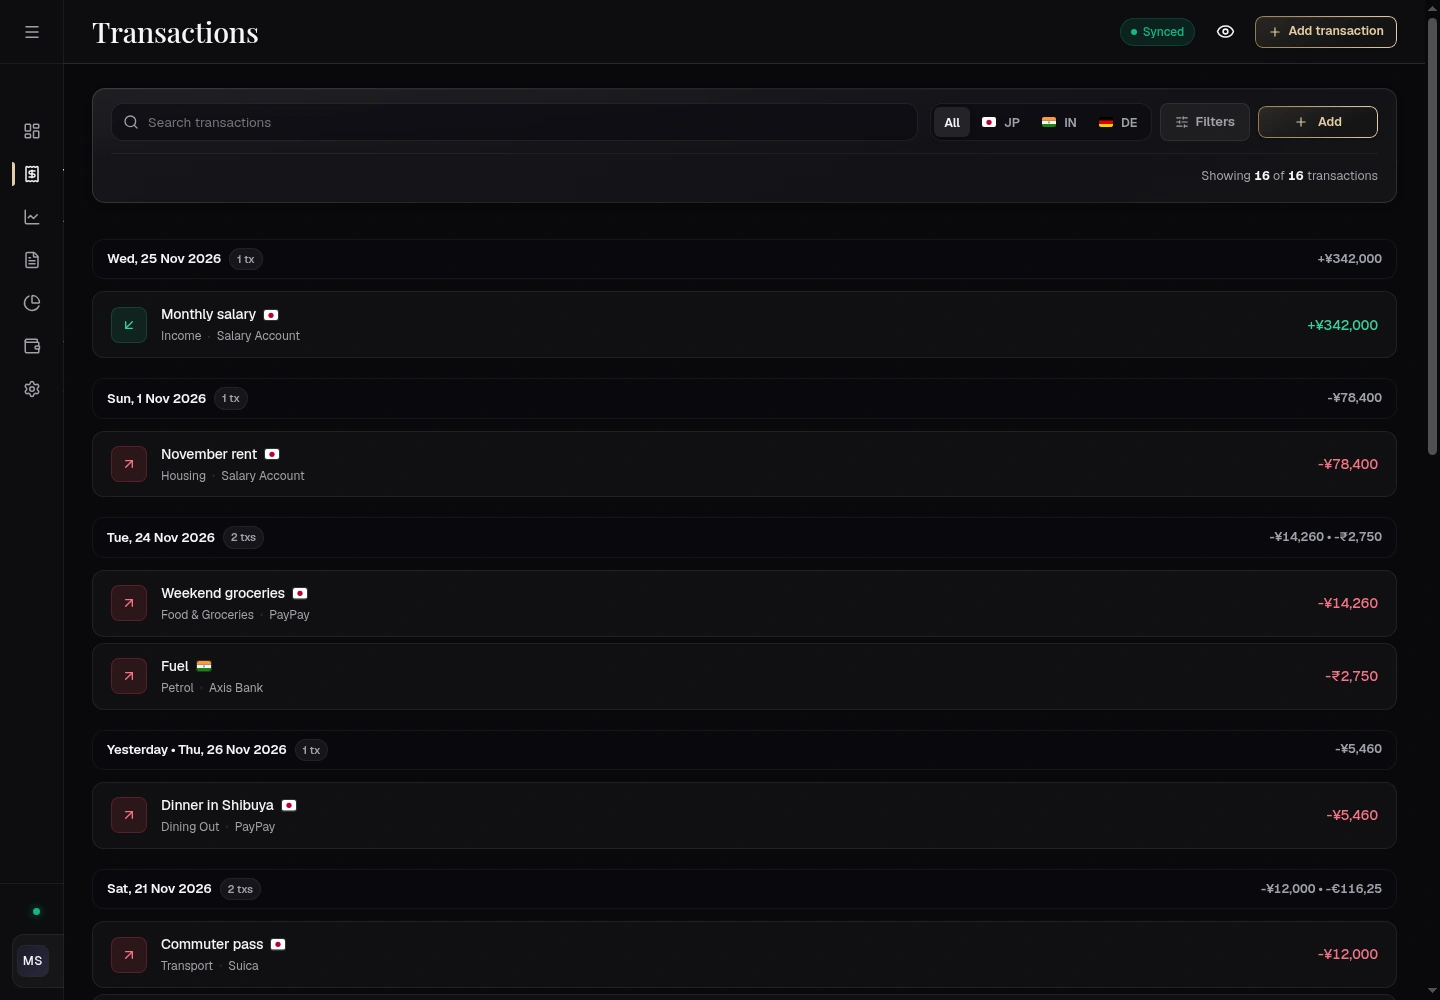 Transactions
Synced
Add transaction
Search transactions
All
JP
IN
DE
Filters
Add
Showing 16 of 16 transactions
Wed, 25 Nov 2026 1 tx +¥342,000
Monthly salary
Income · Salary Account
+¥342,000
Sun, 1 Nov 2026 1 tx -¥78,400
November rent
Housing · Salary Account
-¥78,400
Tue, 24 Nov 2026 2 txs -¥14,260 • -₹2,750
Weekend groceries
Food & Groceries · PayPay
-¥14,260
Fuel
Petrol · Axis Bank
-₹2,750
Yesterday • Thu, 26 Nov 2026 1 tx -¥5,460
Dinner in Shibuya
Dining Out · PayPay
-¥5,460
Sat, 21 Nov 2026 2 txs -¥12,000 • -€116,25
Commuter pass
Transport · Suica
-¥12,000
MS